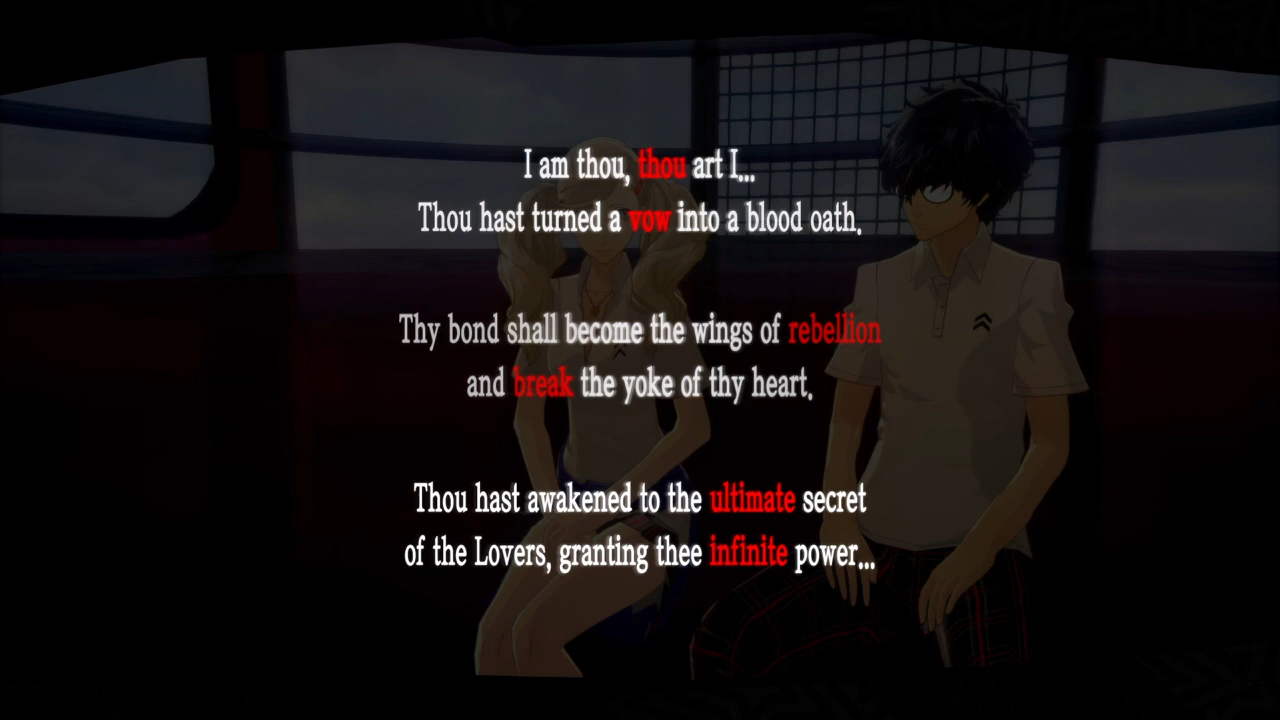 I am thou, thou art I...
Thou hast turned a vow into a blood oath.
Thy bond shall become the wings of rebellion
and break the yoke of thy heart.
Thou hast awakened to the ultimate secret
of the Lovers, granting thee infinite power...